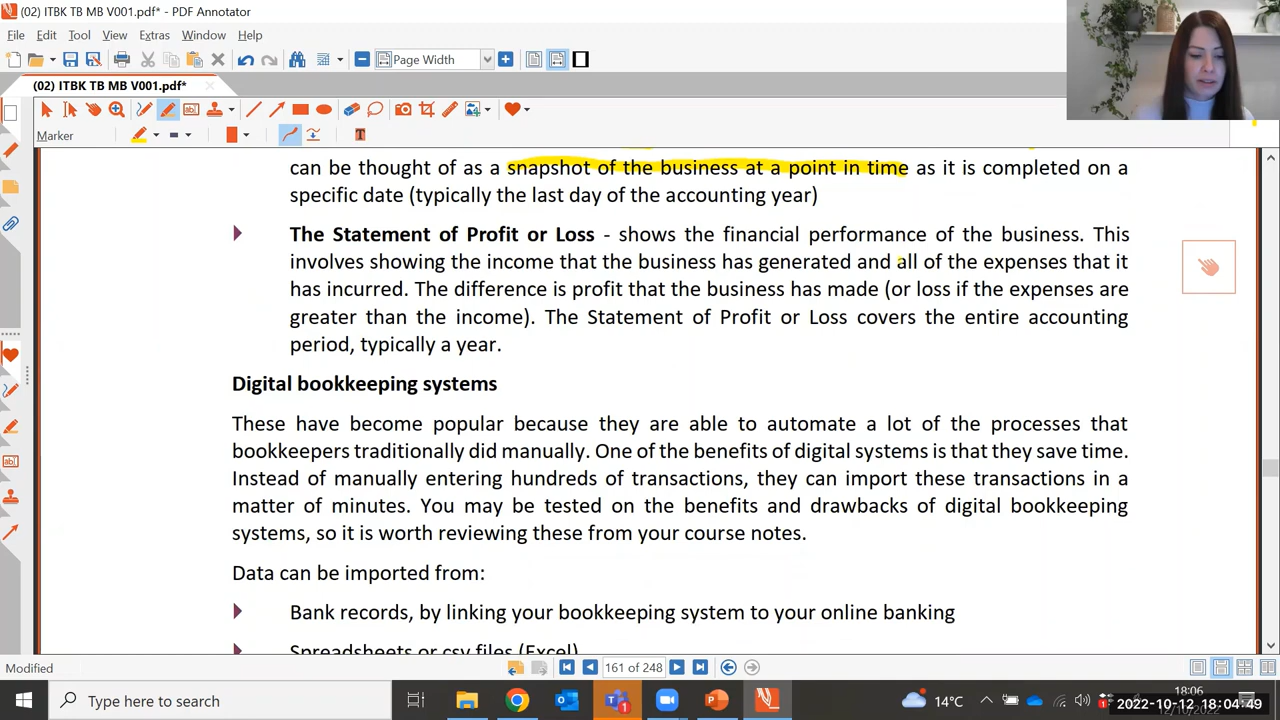 (02) ITBK TB MB V001.pdf* - PDF Annotator
File Edit Tool View Extras Window Help
Page Width
(02) ITBK TB MB V001.pdf*
Marker
can be thought of as a snapshot of the business at a point in time as it is completed on a
specific date (typically the last day of the accounting year)
The Statement of Profit or Loss - shows the financial performance of the business. This
involves showing the income that the business has generated and all of the expenses that it
has incurred. The difference is profit that the business has made (or loss if the expenses are
greater than the income). The Statement of Profit or Loss covers the entire accounting
period, typically a year.
Digital bookkeeping systems
These have become popular because they are able to automate a lot of the processes that
bookkeepers traditionally did manually. One of the benefits of digital systems is that they save time.
Instead of manually entering hundreds of transactions, they can import these transactions in a
matter of minutes. You may be tested on the benefits and drawbacks of digital bookkeeping
systems, so it is worth reviewing these from your course notes.
Data can be imported from:
Bank records, by linking your bookkeeping system to your online banking
Spreadsheets or csv files (Excel)
Modified
161 of 248
Type here to search
14°C
18:06
2022-10-12 18:04:49